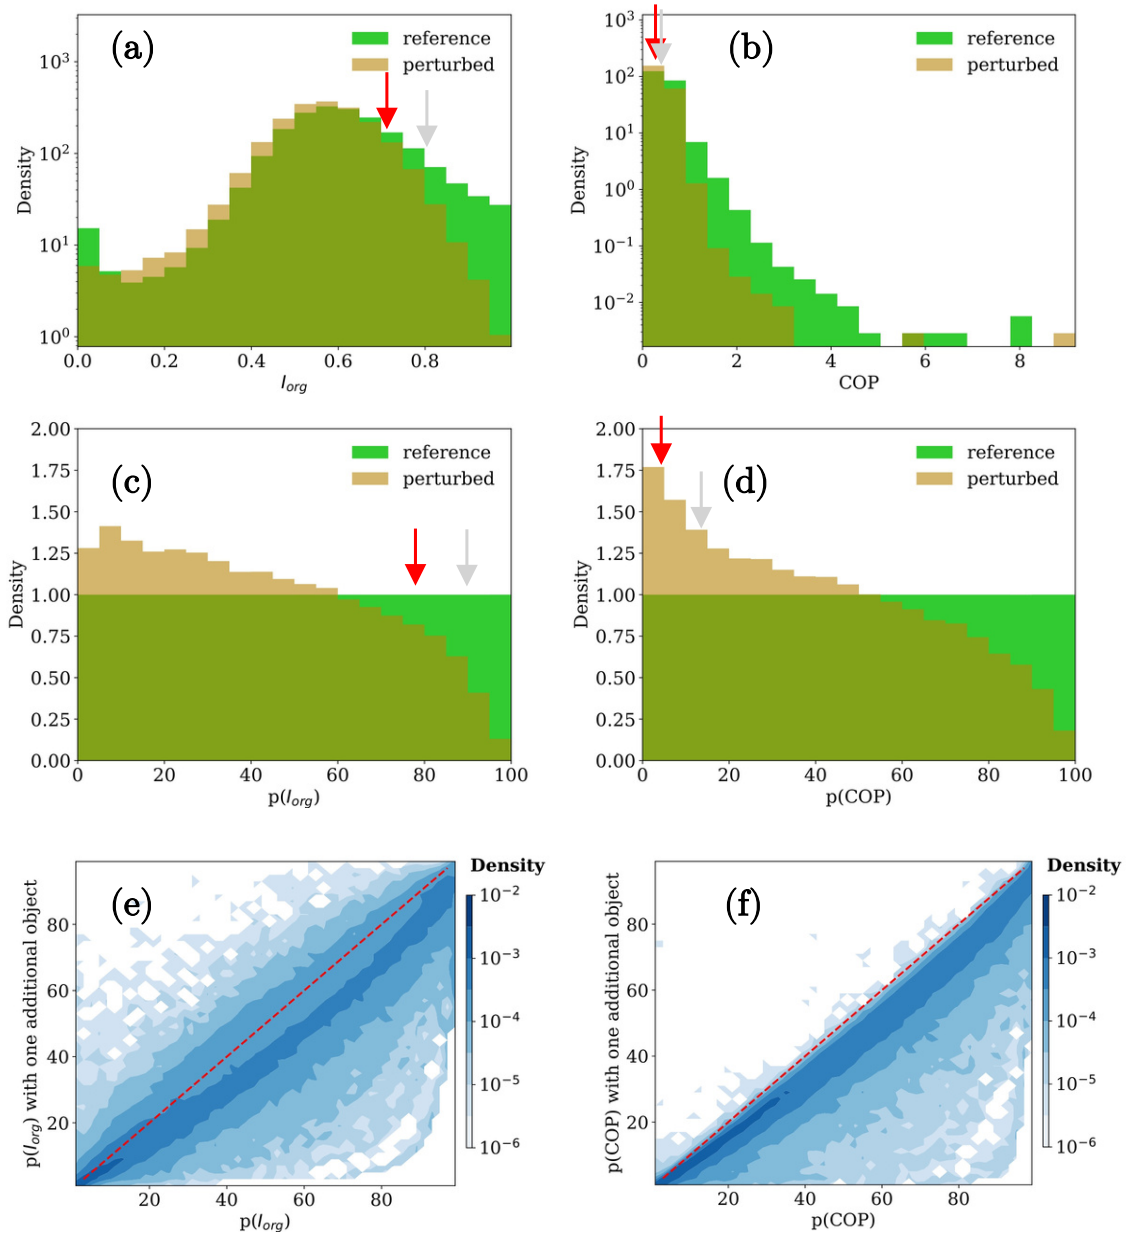 (a)
reference
perturbed
10³
10²
10¹
10⁰
Density
0.0 0.2 0.4 0.6 0.8
I_org
(b)
reference
perturbed
10³
10²
10¹
10⁰
10⁻¹
10⁻²
Density
0 2 4 6 8
COP
(c)
reference
perturbed
2.00
1.75
1.50
1.25
1.00
0.75
0.50
0.25
0.00
Density
0 20 40 60 80 100
p(I_org)
(d)
reference
perturbed
2.00
1.75
1.50
1.25
1.00
0.75
0.50
0.25
0.00
Density
0 20 40 60 80 100
p(COP)
(e)
p(I_org) with one additional object
80
60
40
20
20 40 60 80
p(I_org)
Density
10⁻²
10⁻³
10⁻⁴
10⁻⁵
10⁻⁶
(f)
p(COP) with one additional object
80
60
40
20
20 40 60 80
p(COP)
Density
10⁻²
10⁻³
10⁻⁴
10⁻⁵
10⁻⁶